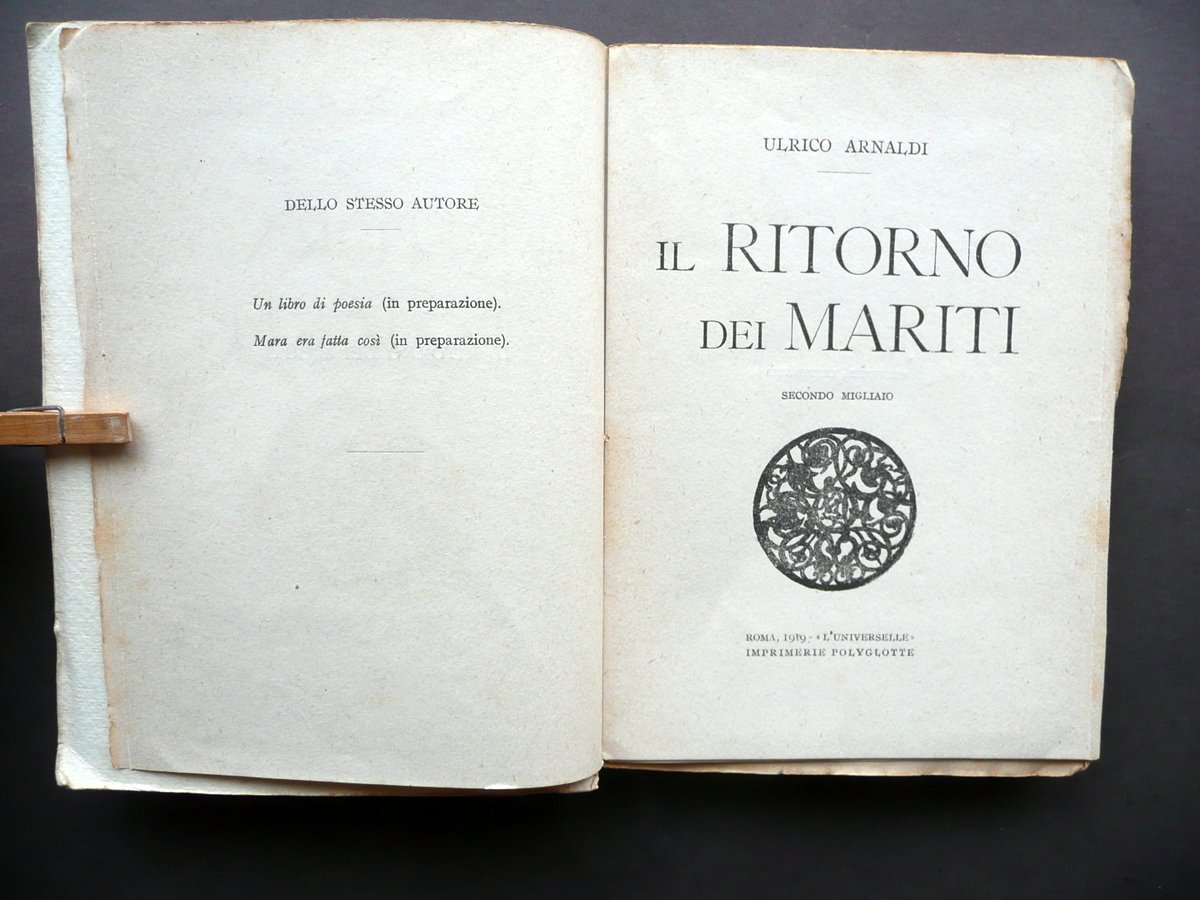 DELLO STESSO AUTORE
Un libro di poesia (in preparazione).
Mara era fatta così (in preparazione).
ULRICO ARNALDI
IL RITORNO
DEI MARITI
SECONDO MIGLIAIO
ROMA, 1919 - «L'UNIVERSELLE»
IMPRIMERIE POLYGLOTTE